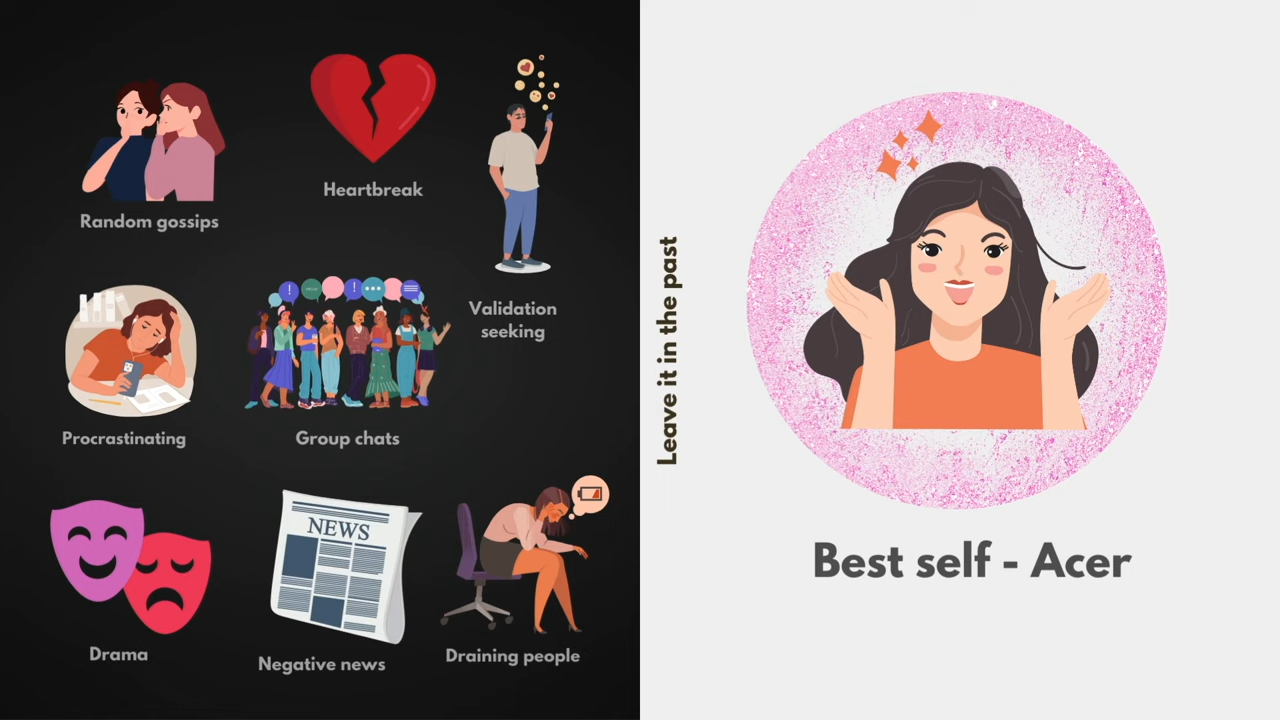 Random gossips
Heartbreak
Validation
seeking
Procrastinating
Group chats
Drama
NEWS
Negative news
Draining people
Leave it in the past
Best self - Acer